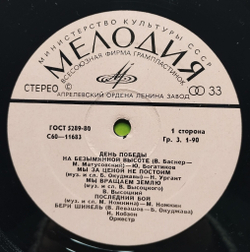 МИНИСТЕРСТВО КУЛЬТУРЫ СССР
МЕЛОДИЯ
ВСЕСОЮЗНАЯ ФИРМА ГРАМПЛАСТИНОК
СТЕРЕО
33
АПРЕЛЕВСКИЙ ОРДЕНА ЛЕНИНА ЗАВОД
ГОСТ 5289-80
1 сторона
С60—11683
Гр. 3. 1-90
ДЕНЬ ПОБЕДЫ
НА БЕЗЫМЯННОЙ ВЫСОТЕ (В. Баснер—
М. Матусовский)— Ю. Богатиков
МЫ ЗА ЦЕНОЙ НЕ ПОСТОИМ
(муз. и сл. Б. Окуджавы)— Н. Ургант
МЫ ВРАЩАЕМ ЗЕМЛЮ
(муз. и сл. В. Высоцкого)
В. Высоцкий
ПОСЛЕДНИЙ БОЙ
(муз. и сл. М. Ножкина)— М. Ножкин
БЕРИ ШИНЕЛЬ (В. Левашов—Б. Окуджава)
И. Кобзон
Оркестр